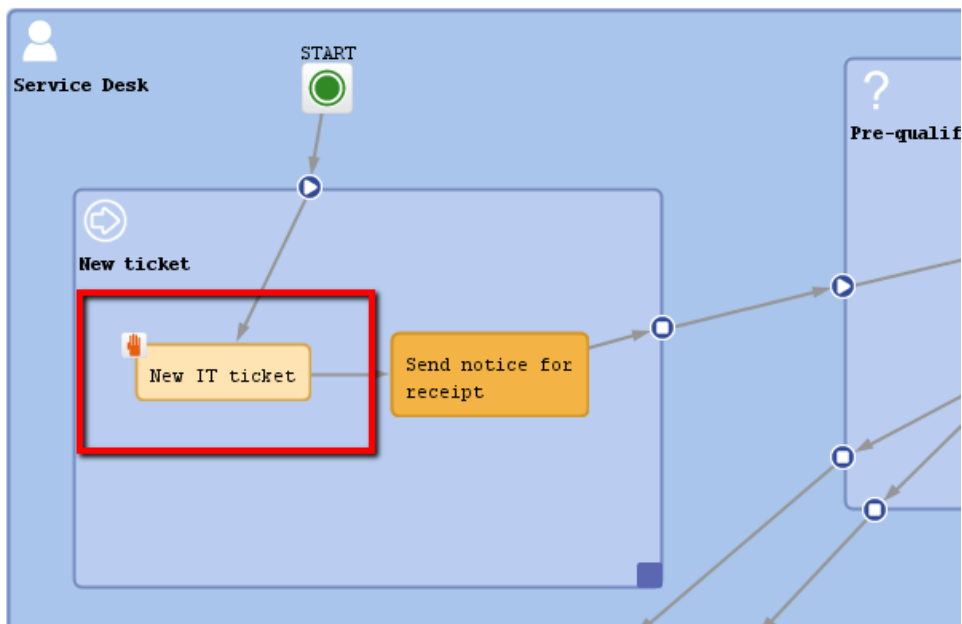 START
Service Desk
Pre-qualif
New ticket
New IT ticket
Send notice for
receipt